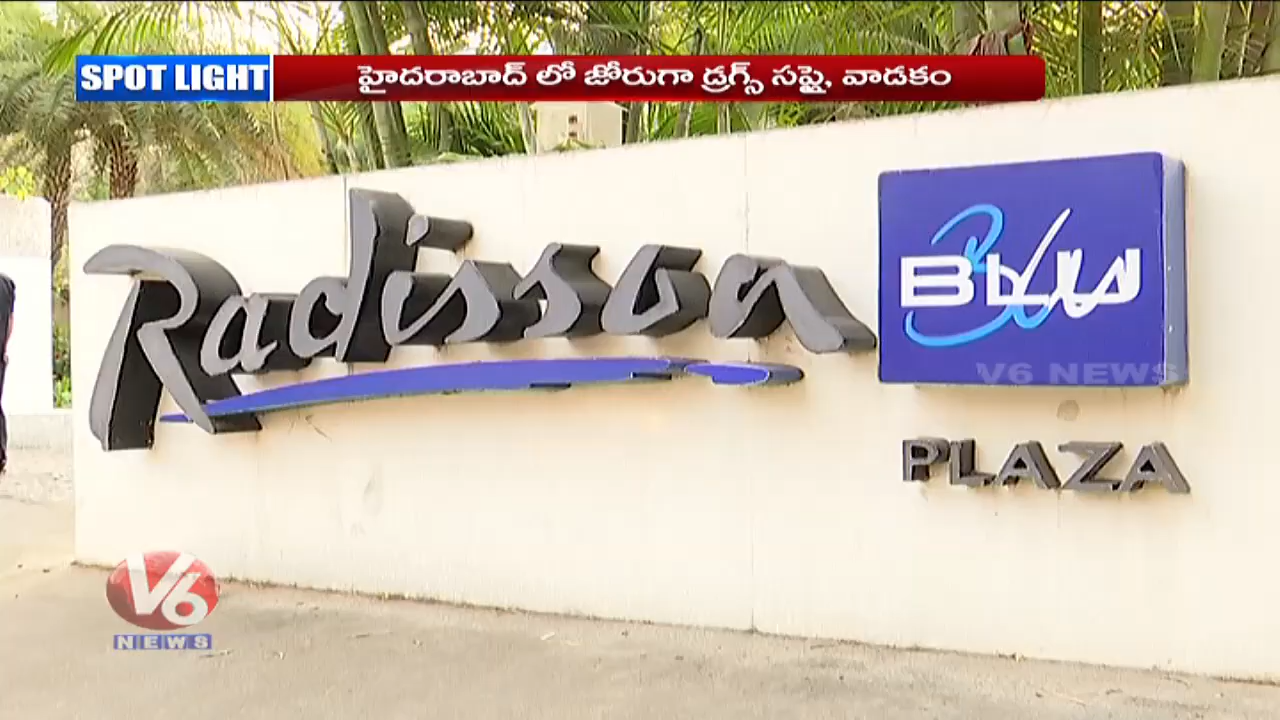 SPOT LIGHT హైదరాబాద్ లో జోరుగా డ్రగ్స్ సప్లై, వాడకం
Radisson BLU
V6 NEWS
PLAZA
V6
NEWS